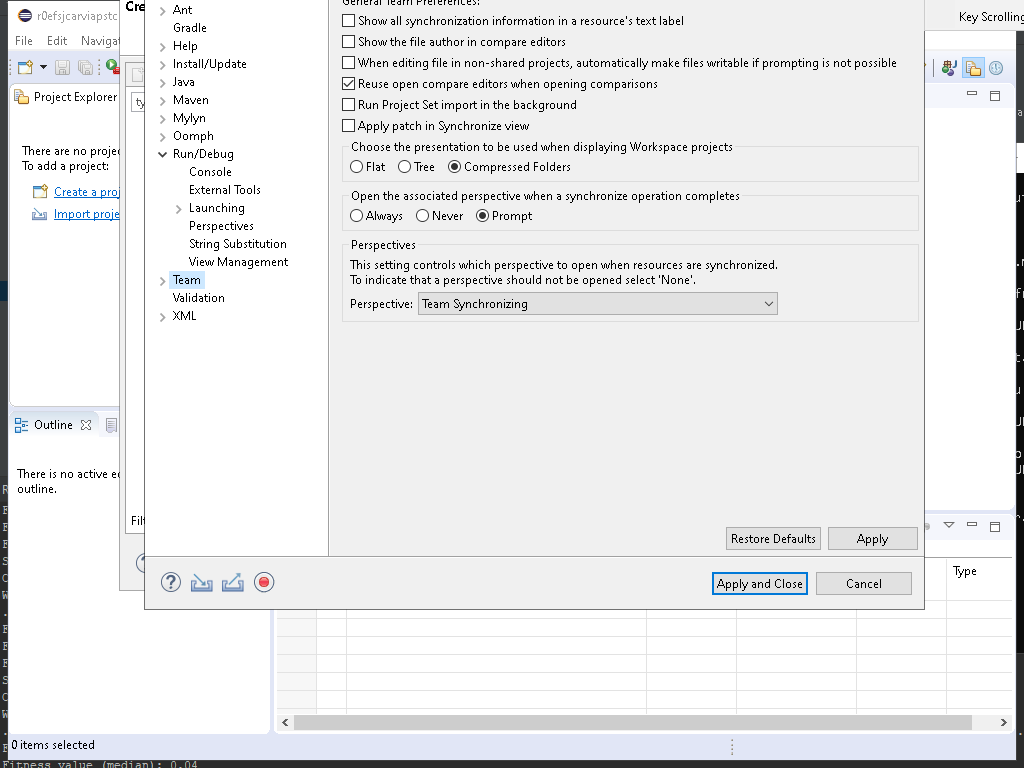 r0efsjcarviapstc
Cre
Key Scrolling
File Edit Navigat
Project Explorer
There are no projec
To add a project:
Create a proj
Import proje
Outline
There is no active ed
outline.
ty
Filt
Ant
Gradle
Help
Install/Update
Java
Maven
Mylyn
Oomph
Run/Debug
Console
External Tools
Launching
Perspectives
String Substitution
View Management
Team
Validation
XML
General Team Preferences:
Show all synchronization information in a resource's text label
Show the file author in compare editors
When editing file in non-shared projects, automatically make files writable if prompting is not possible
Reuse open compare editors when opening comparisons
Run Project Set import in the background
Apply patch in Synchronize view
Choose the presentation to be used when displaying Workspace projects
Flat Tree Compressed Folders
Open the associated perspective when a synchronize operation completes
Always Never Prompt
Perspectives
This setting controls which perspective to open when resources are synchronized.
To indicate that a perspective should not be opened select 'None'.
Perspective: Team Synchronizing
Restore Defaults Apply
Apply and Close Cancel
Type
0 items selected
Fitness value (median): 0.04